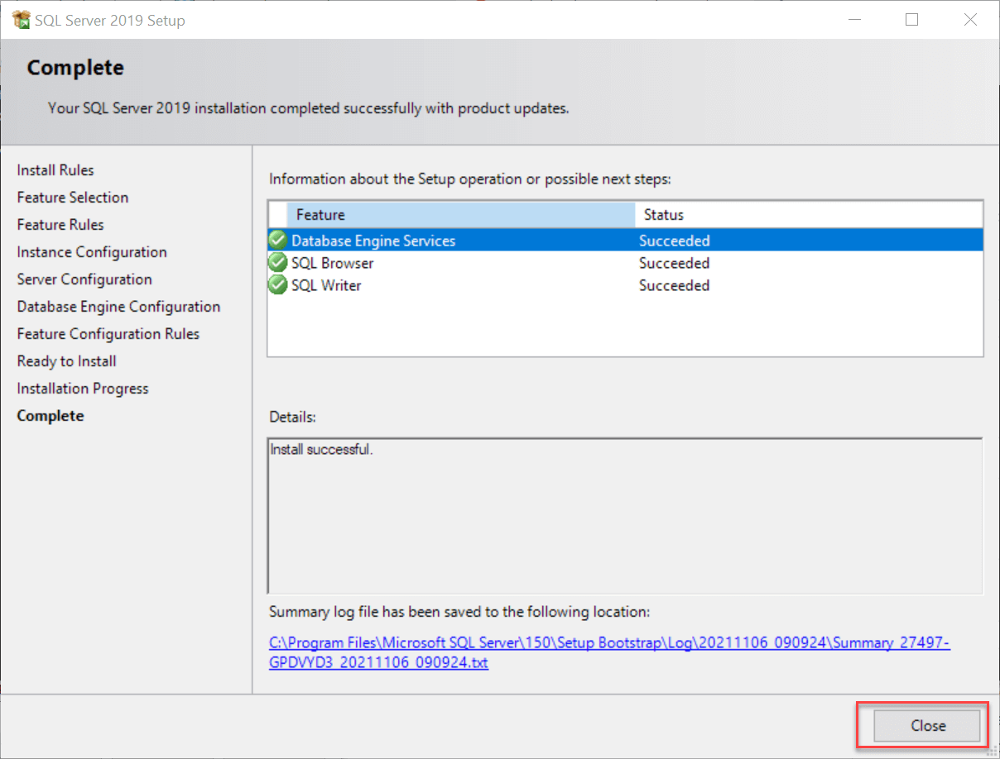 SQL Server 2019 Setup
Complete
Your SQL Server 2019 installation completed successfully with product updates.
Install Rules
Feature Selection
Feature Rules
Instance Configuration
Server Configuration
Database Engine Configuration
Feature Configuration Rules
Ready to Install
Installation Progress
Complete
Information about the Setup operation or possible next steps:
Feature Status
Database Engine Services Succeeded
SQL Browser Succeeded
SQL Writer Succeeded
Details:
Install successful.
Summary log file has been saved to the following location:
C:\Program Files\Microsoft SQL Server\150\Setup Bootstrap\Log\20211106_090924\Summary_27497-
GPDVYD3_20211106_090924.txt
Close